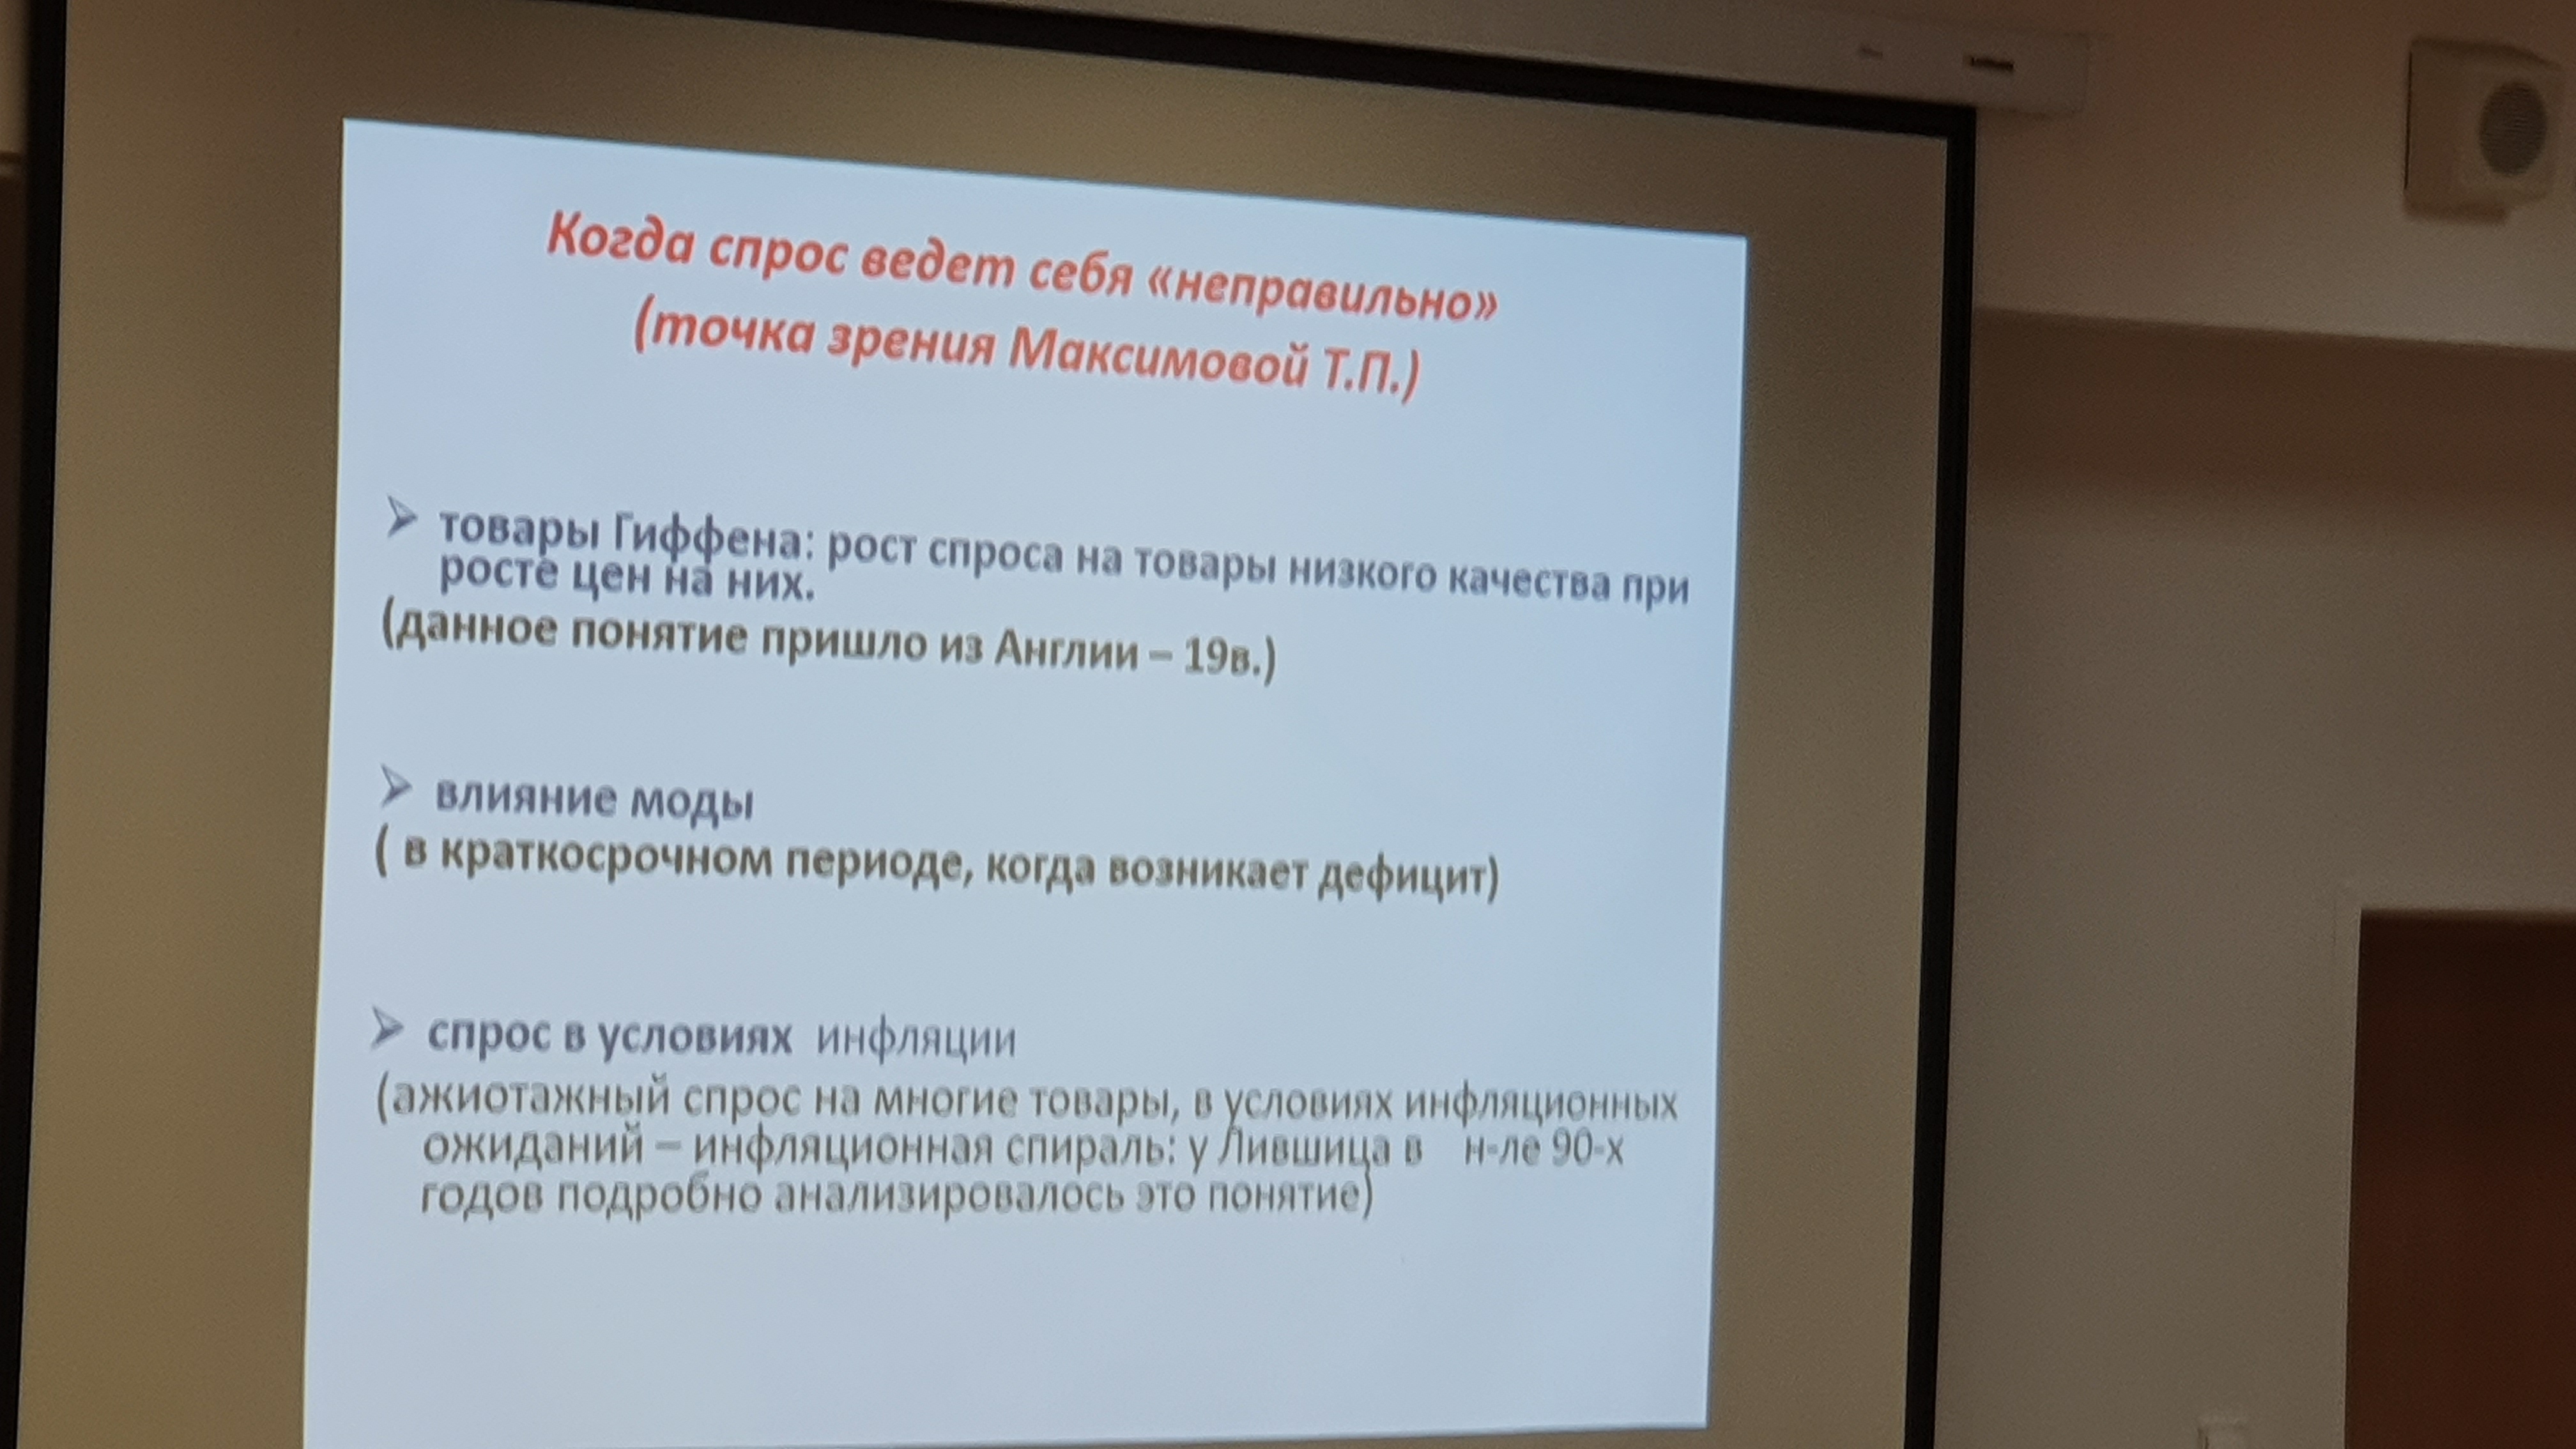 Когда спрос ведет себя «неправильно»
(точка зрения Максимовой Т.П.)
➢ товары Гиффена: рост спроса на товары низкого качества при
росте цен на них.
(данное понятие пришло из Англии – 19в.)
➢ влияние моды
( в краткосрочном периоде, когда возникает дефицит)
➢ спрос в условиях инфляции
(ажиотажный спрос на многие товары, в условиях инфляционных
ожиданий – инфляционная спираль: у Лившица в н-ле 90-х
годов подробно анализировалось это понятие)